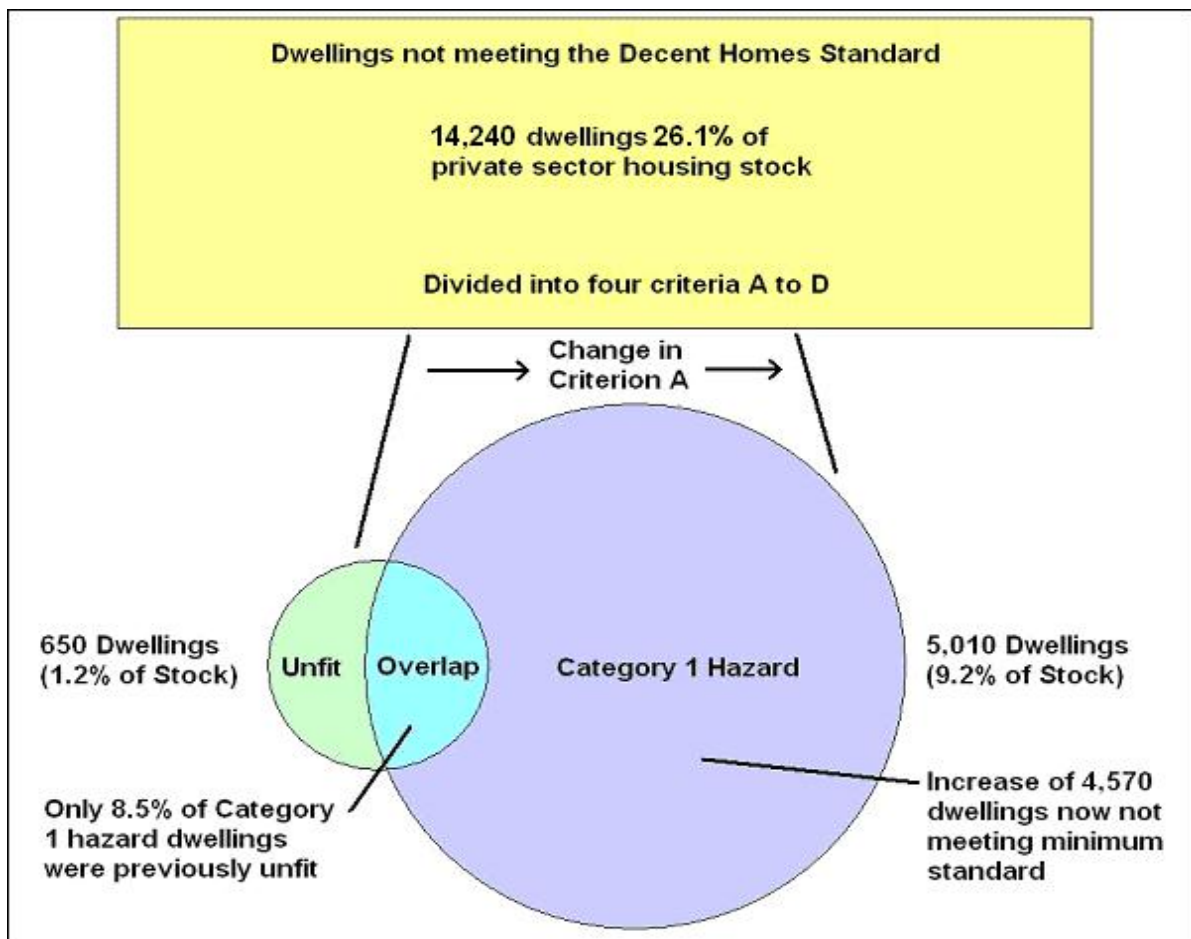 Dwellings not meeting the Decent Homes Standard
14,240 dwellings 26.1% of
private sector housing stock
Divided into four criteria A to D
Change in
Criterion A
650 Dwellings
(1.2% of Stock)
Unfit
Overlap
Category 1 Hazard
5,010 Dwellings
(9.2% of Stock)
Only 8.5% of Category
1 hazard dwellings
were previously unfit
Increase of 4,570
dwellings now not
meeting minimum
standard